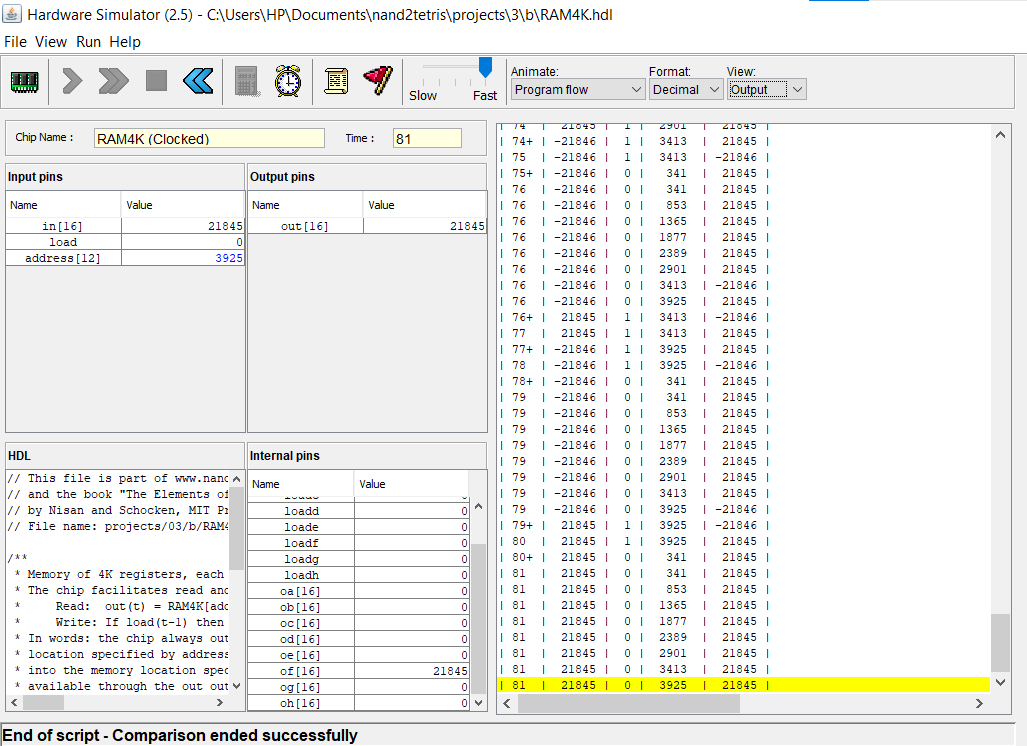 Hardware Simulator (2.5) - C:\Users\HP\Documents\nand2tetris\projects\3\b\RAM4K.hdl
File View Run Help
Slow Fast
Animate:
Program flow
Format:
Decimal
View:
Output
Chip Name : RAM4K (Clocked) Time : 81
Input pins
Name Value
in[16] 21845
load 0
address[12] 3925
Output pins
Name Value
out[16] 21845
HDL
// This file is part of www.nand
// and the book "The Elements of
// by Nisan and Schocken, MIT Pr
// File name: projects/03/b/RAM4
/**
* Memory of 4K registers, each
* The chip facilitates read and
* Read: out(t) = RAM4K[add
* Write: If load(t-1) then
* In words: the chip always out
* location specified by address
* into the memory location spec
* available through the out out
Internal pins
Name Value
loadd 0
loade 0
loadf 0
loadg 0
loadh 0
oa[16] 0
ob[16] 0
oc[16] 0
od[16] 0
oe[16] 0
of[16] 21845
og[16] 0
oh[16] 0
| 74 | 21845 | 1 | 2901 | 21845 |
| 74+ | -21846 | 1 | 3413 | 21845 |
| 75 | -21846 | 1 | 3413 | -21846 |
| 75+ | -21846 | 0 | 341 | 21845 |
| 76 | -21846 | 0 | 341 | 21845 |
| 76 | -21846 | 0 | 853 | 21845 |
| 76 | -21846 | 0 | 1365 | 21845 |
| 76 | -21846 | 0 | 1877 | 21845 |
| 76 | -21846 | 0 | 2389 | 21845 |
| 76 | -21846 | 0 | 2901 | 21845 |
| 76 | -21846 | 0 | 3413 | -21846 |
| 76 | -21846 | 0 | 3925 | 21845 |
| 76+ | 21845 | 1 | 3413 | -21846 |
| 77 | 21845 | 1 | 3413 | 21845 |
| 77+ | -21846 | 1 | 3925 | 21845 |
| 78 | -21846 | 1 | 3925 | -21846 |
| 78+ | -21846 | 0 | 341 | 21845 |
| 79 | -21846 | 0 | 341 | 21845 |
| 79 | -21846 | 0 | 853 | 21845 |
| 79 | -21846 | 0 | 1365 | 21845 |
| 79 | -21846 | 0 | 1877 | 21845 |
| 79 | -21846 | 0 | 2389 | 21845 |
| 79 | -21846 | 0 | 2901 | 21845 |
| 79 | -21846 | 0 | 3413 | 21845 |
| 79 | -21846 | 0 | 3925 | -21846 |
| 79+ | 21845 | 1 | 3925 | -21846 |
| 80 | 21845 | 1 | 3925 | 21845 |
| 80+ | 21845 | 0 | 341 | 21845 |
| 81 | 21845 | 0 | 341 | 21845 |
| 81 | 21845 | 0 | 853 | 21845 |
| 81 | 21845 | 0 | 1365 | 21845 |
| 81 | 21845 | 0 | 1877 | 21845 |
| 81 | 21845 | 0 | 2389 | 21845 |
| 81 | 21845 | 0 | 2901 | 21845 |
| 81 | 21845 | 0 | 3413 | 21845 |
| 81 | 21845 | 0 | 3925 | 21845 |
End of script - Comparison ended successfully